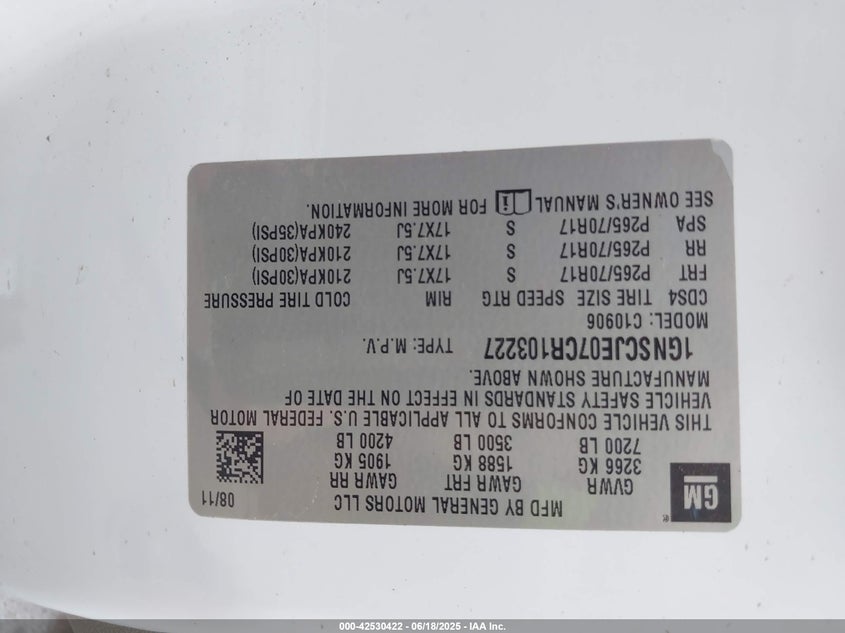 GM
®
MFD BY GENERAL MOTORS LLC 08/11
GVWR GAWR FRT GAWR RR
3266 KG 1588 KG 1905 KG
7200 LB 3500 LB 4200 LB
THIS VEHICLE CONFORMS TO ALL APPLICABLE U.S. FEDERAL MOTOR
VEHICLE SAFETY STANDARDS IN EFFECT ON THE DATE OF
MANUFACTURE SHOWN ABOVE.
1GNSCJE07CR103227 TYPE: M.P.V.
MODEL: C10906
CDS4 TIRE SIZE SPEED RTG RIM COLD TIRE PRESSURE
FRT P265/70R17 S 17X7.5J 210KPA(30PSI)
RR P265/70R17 S 17X7.5J 210KPA(30PSI)
SPA P265/70R17 S 17X7.5J 240KPA(35PSI)
SEE OWNER'S MANUAL i FOR MORE INFORMATION.
000-42530422 - 06/18/2025 - IAA Inc.